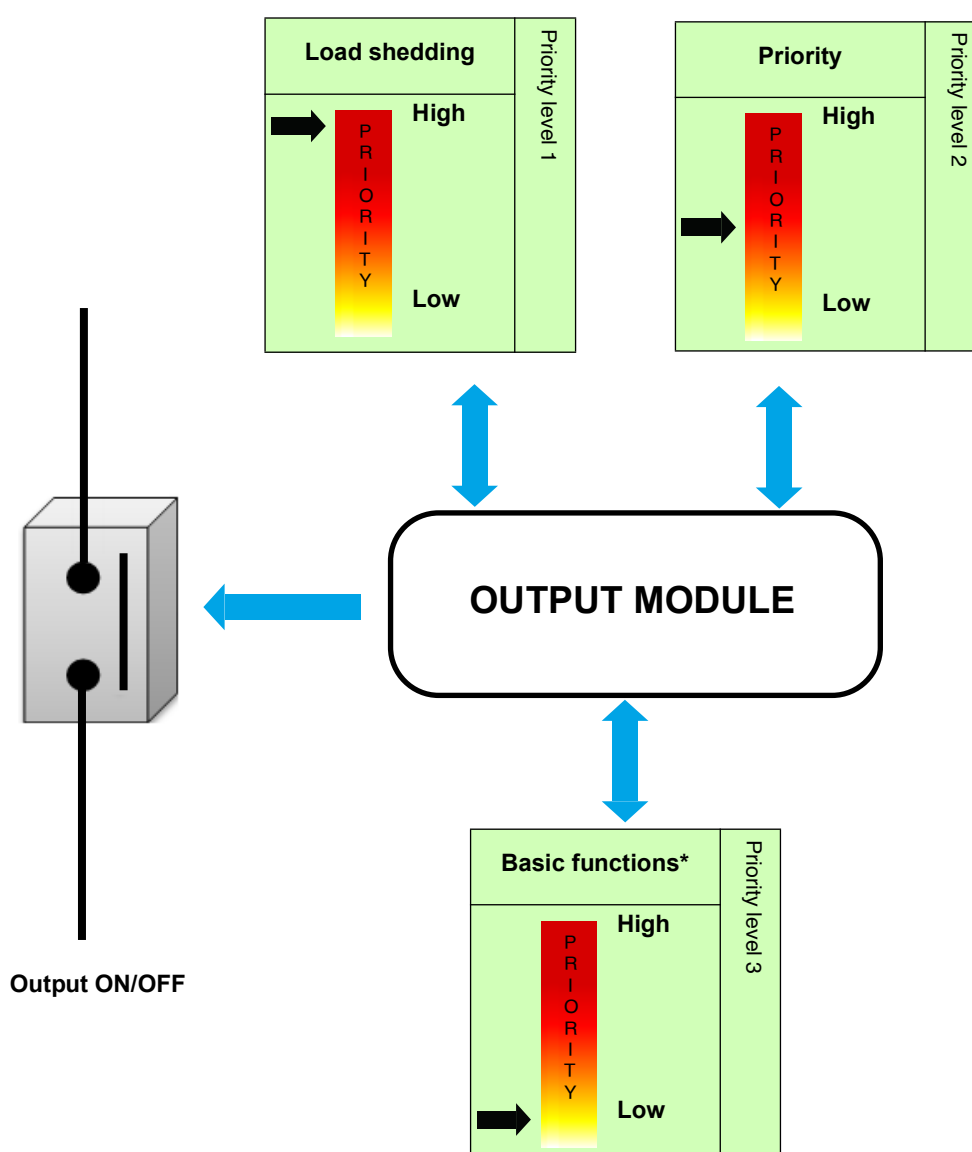 Load shedding
Priority level 1
High
PRIORITY
Low
Priority
Priority level 2
High
PRIORITY
Low
OUTPUT MODULE
Output ON/OFF
Basic functions*
Priority level 3
High
PRIORITY
Low